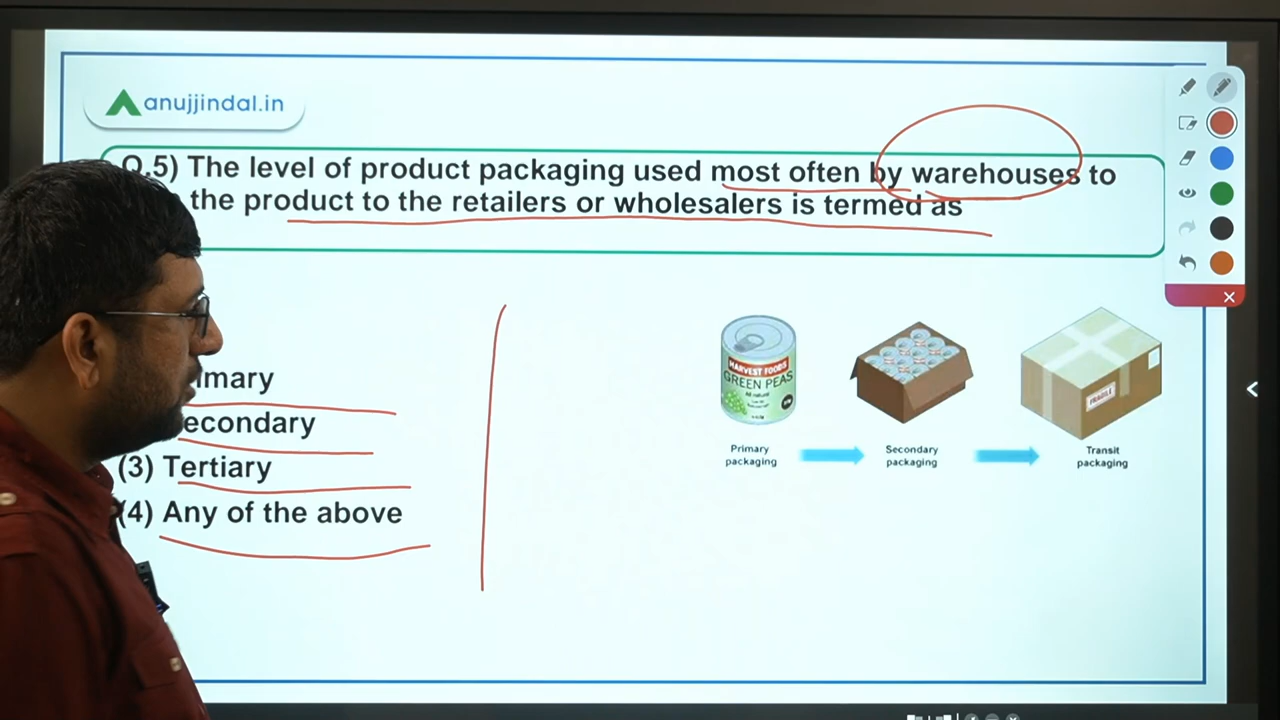 anujjindal.in
Q.5) The level of product packaging used most often by warehouses to
the product to the retailers or wholesalers is termed as
imary
econdary
(3) Tertiary
(4) Any of the above
HARVEST FOODS
GREEN PEAS
All natural
FRAGILE
Primary
packaging
Secondary
packaging
Transit
packaging